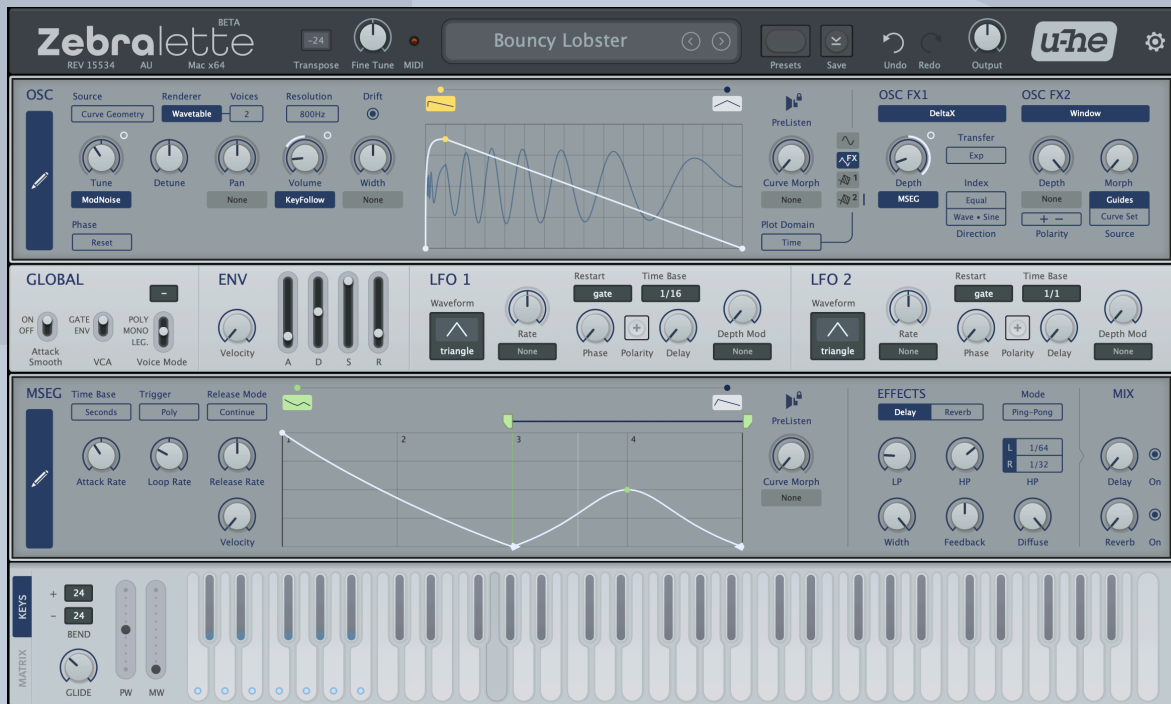 BETA
Zebralette
REV 15534 AU Mac x64
-24
Transpose Fine Tune MIDI
Bouncy Lobster
Presets Save Undo Redo Output
u-he
OSC
Source Renderer Voices Resolution Drift
Curve Geometry Wavetable 2 800Hz
Tune Detune Pan Volume Width
ModNoise None KeyFollow None
Phase
Reset
PreListen
Curve Morph
None
Plot Domain
Time
FX
1
2
OSC FX1
DeltaX
Transfer
Exp
Depth
MSEG
Index
Equal
Wave • Sine
Direction
OSC FX2
Window
Depth Morph
None Guides
+ − Curve Set
Polarity Source
GLOBAL
–
ON
OFF
Attack
Smooth
GATE
ENV
VCA
POLY
MONO
LEG.
Voice Mode
ENV
Velocity
A D S R
LFO 1
Waveform
triangle
Restart Time Base
gate 1/16
Rate
None
Phase Polarity Delay
Depth Mod
None
LFO 2
Waveform
triangle
Restart Time Base
gate 1/1
Rate
None
Phase Polarity Delay
Depth Mod
None
MSEG
Time Base Trigger Release Mode
Seconds Poly Continue
Attack Rate Loop Rate Release Rate
Velocity
1 2 3 4
PreListen
Curve Morph
None
EFFECTS
Delay Reverb
Mode
Ping-Pong
L 1/64
R 1/32
LP HP HP
Width Feedback Diffuse
MIX
Delay On
Reverb On
KEYS
MATRIX
+ 24
− 24
BEND
GLIDE PW MW